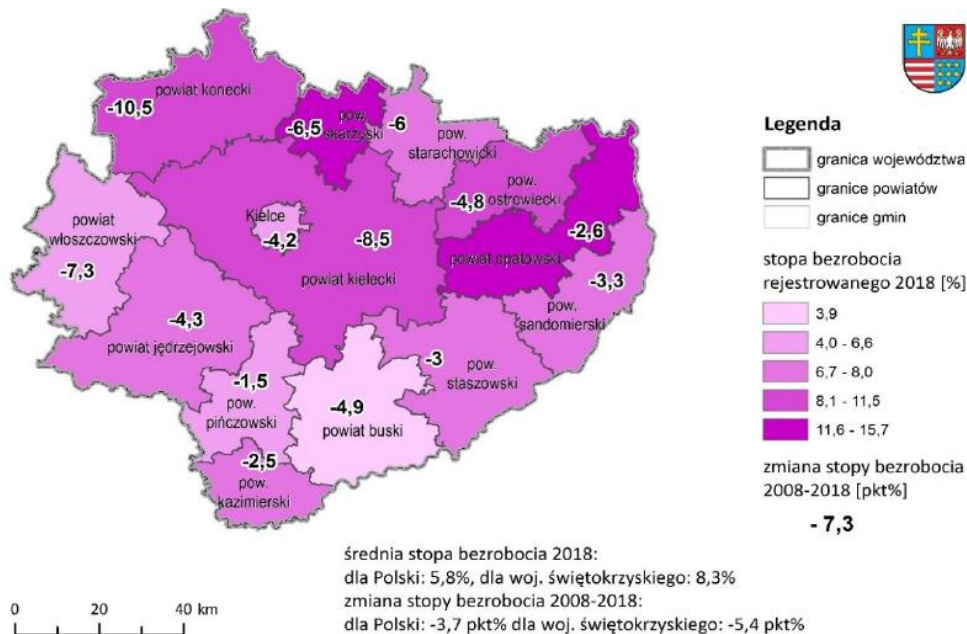 powiat konecki
-10,5
-6,5
pow.
skarżyski
-6
pow.
starachowicki
-4,8
pow.
ostrowiecki
powiat
włoszczowski
-7,3
Kielce
-4,2
-8,5
powiat kielecki
-2,6
powiat opatowski
-3,3
pow.
sandomierski
-4,3
powiat jędrzejowski
-1,5
pow.
pińczowski
-4,9
powiat buski
-3
pow.
staszowski
-2,5
pow.
kazimierski
Legenda
granica województwa
granice powiatów
granice gmin
stopa bezrobocia
rejestrowanego 2018 [%]
3,9
4,0 - 6,6
6,7 - 8,0
8,1 - 11,5
11,6 - 15,7
zmiana stopy bezrobocia
2008-2018 [pkt%]
- 7,3
średnia stopa bezrobocia 2018:
dla Polski: 5,8%, dla woj. świętokrzyskiego: 8,3%
zmiana stopy bezrobocia 2008-2018:
dla Polski: -3,7 pkt% dla woj. świętokrzyskiego: -5,4 pkt%
0 20 40 km